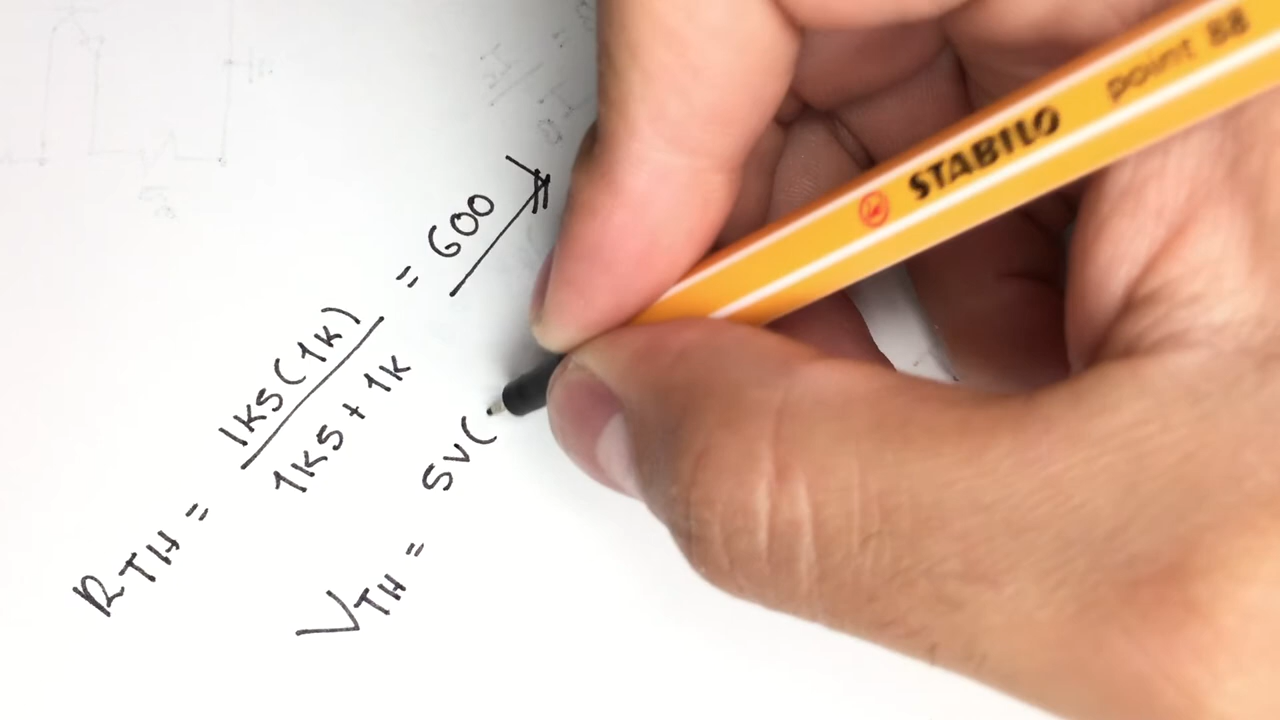 RTH = 1K5(1K) / 1K5 + 1K = 600
VTH = 5V(
STABILO point 88